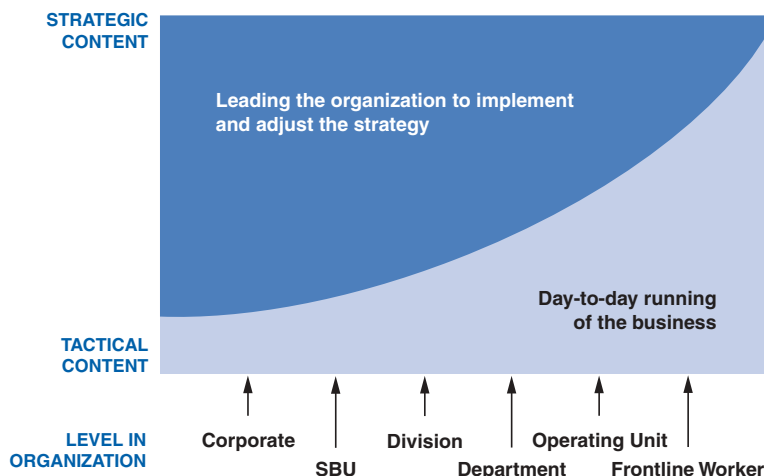 STRATEGIC
CONTENT
Leading the organization to implement
and adjust the strategy
Day-to-day running
of the business
TACTICAL
CONTENT
LEVEL IN
ORGANIZATION
Corporate
SBU
Division
Department
Operating Unit
Frontline Worker